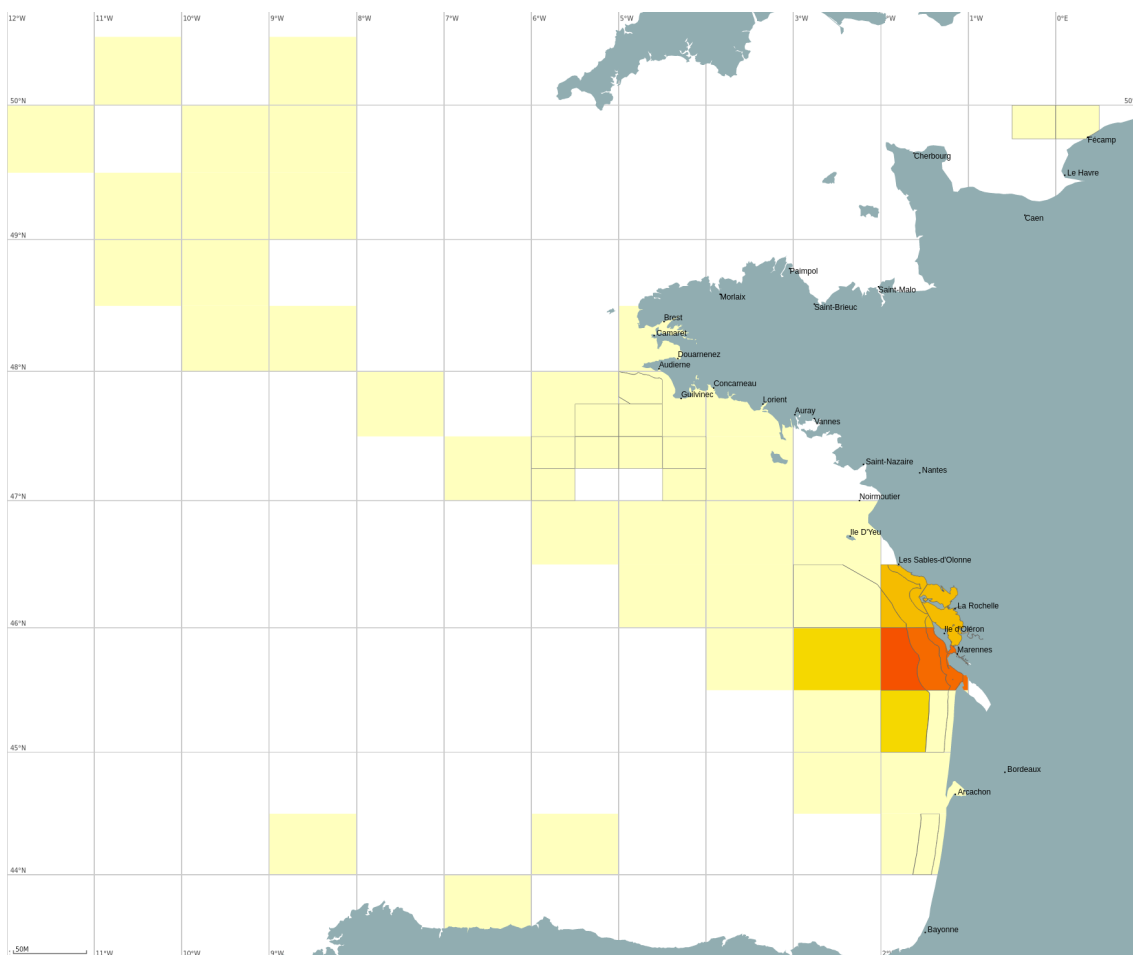 12°W 11°W 10°W 9°W 8°W 7°W 6°W 5°W 3°W 2°W 1°W 0°E
50°N 50°
Fécamp
Cherbourg
Le Havre
Caen
49°N
Paimpol
Saint-Malo
Morlaix
Saint-Brieuc
Brest
Camaret
Douarnenez
Audierne
48°N
Concarneau
Guilvinec
Lorient
Auray
Vannes
Saint-Nazaire
Nantes
47°N
Noirmoutier
Ile D'Yeu
Les Sables-d'Olonne
La Rochelle
46°N
Ile d'Oléron
Marennes
45°N
Bordeaux
Arcachon
44°N
Bayonne
50M 11°W 10°W 9°W 2°